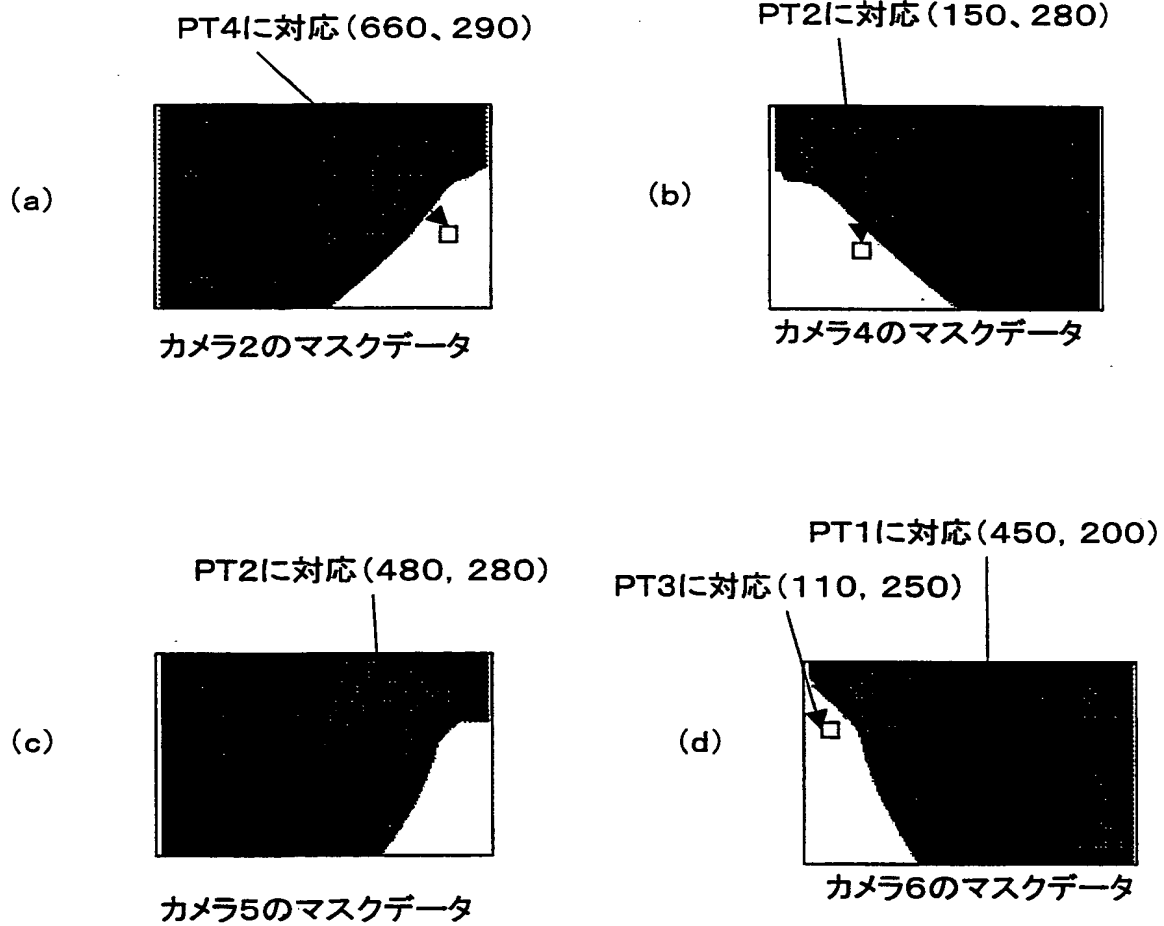 PT4に対応(660、290)
PT2に対応(150、280)
(a)
(b)
カメラ2のマスクデータ
カメラ4のマスクデータ
PT1に対応(450, 200)
PT2に対応(480, 280)
PT3に対応(110, 250)
(c)
(d)
カメラ5のマスクデータ
カメラ6のマスクデータ